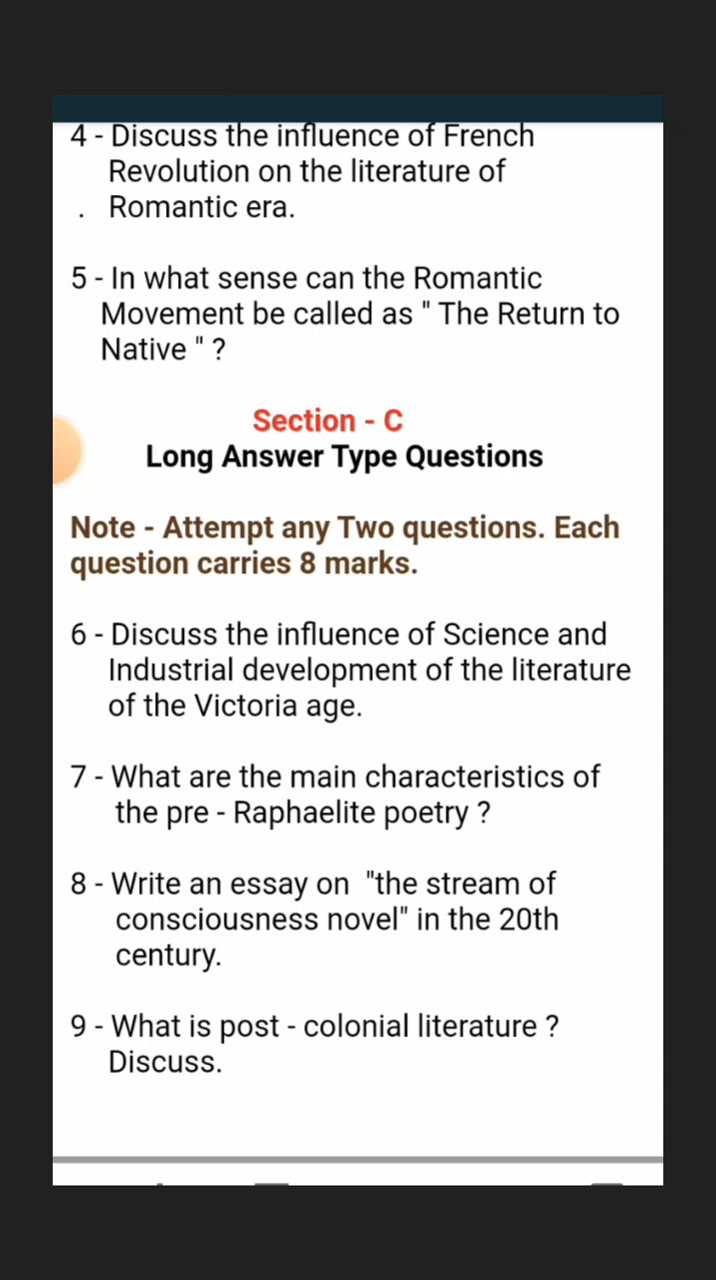 4 - Discuss the influence of French
Revolution on the literature of
. Romantic era.
5 - In what sense can the Romantic
Movement be called as " The Return to
Native " ?
Section - C
Long Answer Type Questions
Note - Attempt any Two questions. Each
question carries 8 marks.
6 - Discuss the influence of Science and
Industrial development of the literature
of the Victoria age.
7 - What are the main characteristics of
the pre - Raphaelite poetry ?
8 - Write an essay on "the stream of
consciousness novel" in the 20th
century.
9 - What is post - colonial literature ?
Discuss.